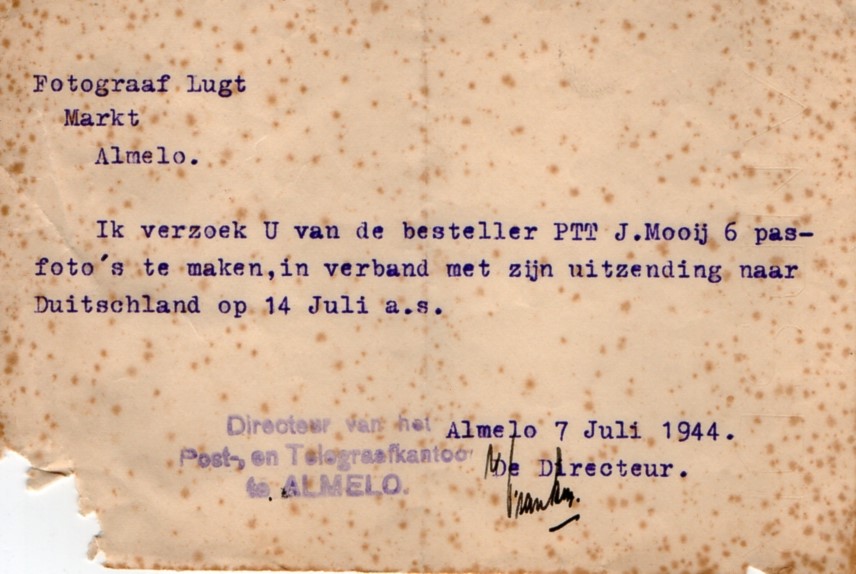 Fotograaf Lugt
Markt
Almelo.
Ik verzoek U van de besteller PTT J.Mooij 6 pas-
foto's te maken,in verband met zijn uitzending naar
Duitschland op 14 Juli a.s.
Almelo 7 Juli 1944.
De Directeur.
Directeur van het
Post-, en Telegraafkantoor
te ALMELO.